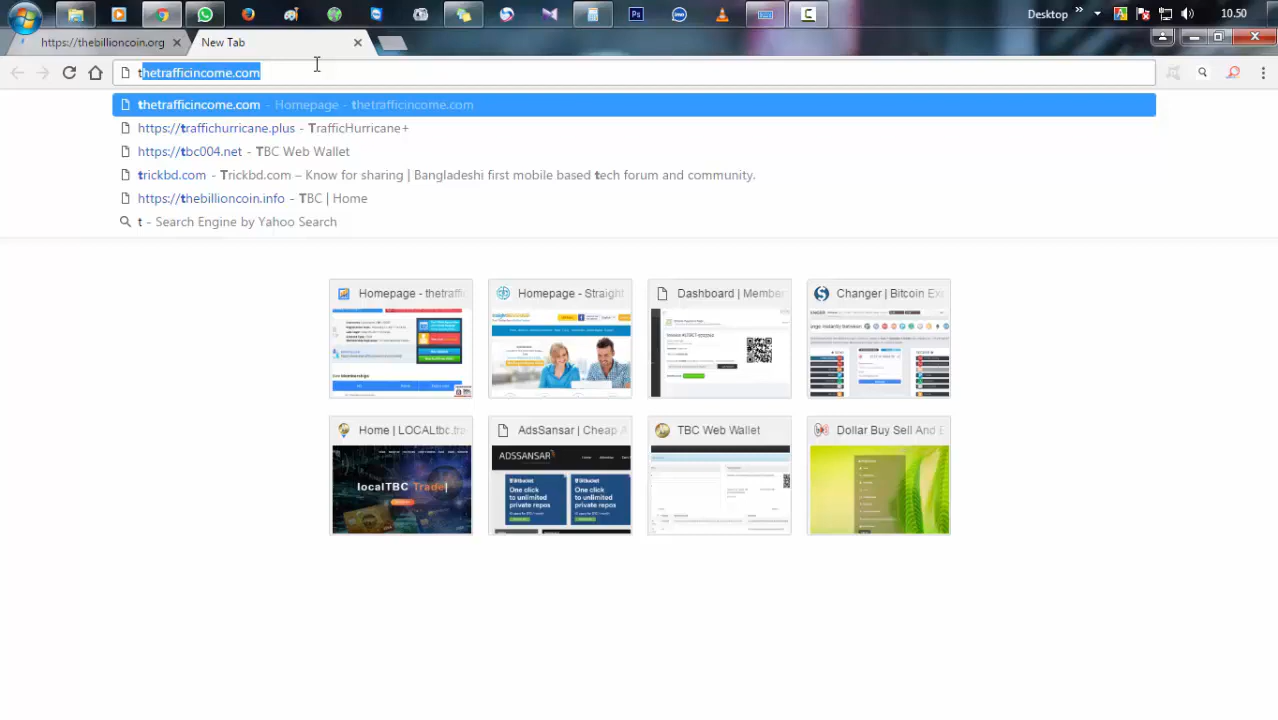 Desktop
»
10.50
https://thebillioncoin.org
New Tab
thetrafficincome.com
thetrafficincome.com - Homepage - thetrafficincome.com
https://traffichurricane.plus - TrafficHurricane+
https://tbc004.net - TBC Web Wallet
trickbd.com - Trickbd.com – Know for sharing | Bangladeshi first mobile based tech forum and community.
https://thebillioncoin.info - TBC | Home
t - Search Engine by Yahoo Search
Homepage - thetraffic
Homepage - Straight
Dashboard | Member
Changer | Bitcoin Exc
Home | LOCALtbc.tra
AdsSansar | Cheap A
TBC Web Wallet
Dollar Buy Sell And E
localTBC Trade
ADSSANSAR
One click to unlimited private repos
One click to unlimited private repos